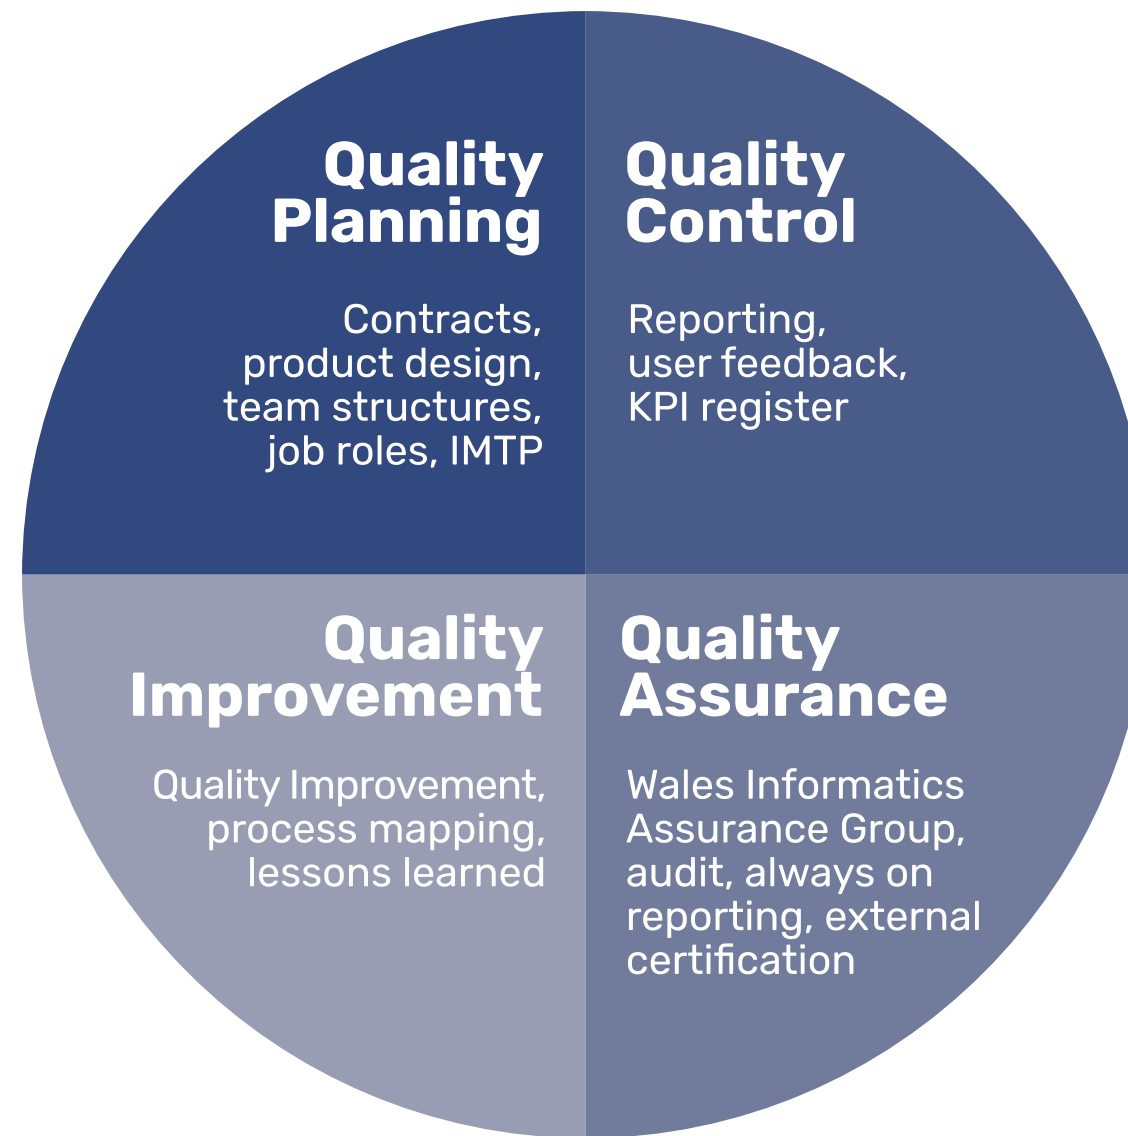 Quality
Planning
Contracts,
product design,
team structures,
job roles, IMTP
Quality
Control
Reporting,
user feedback,
KPI register
Quality
Improvement
Quality Improvement,
process mapping,
lessons learned
Quality
Assurance
Wales Informatics
Assurance Group,
audit, always on
reporting, external
certification